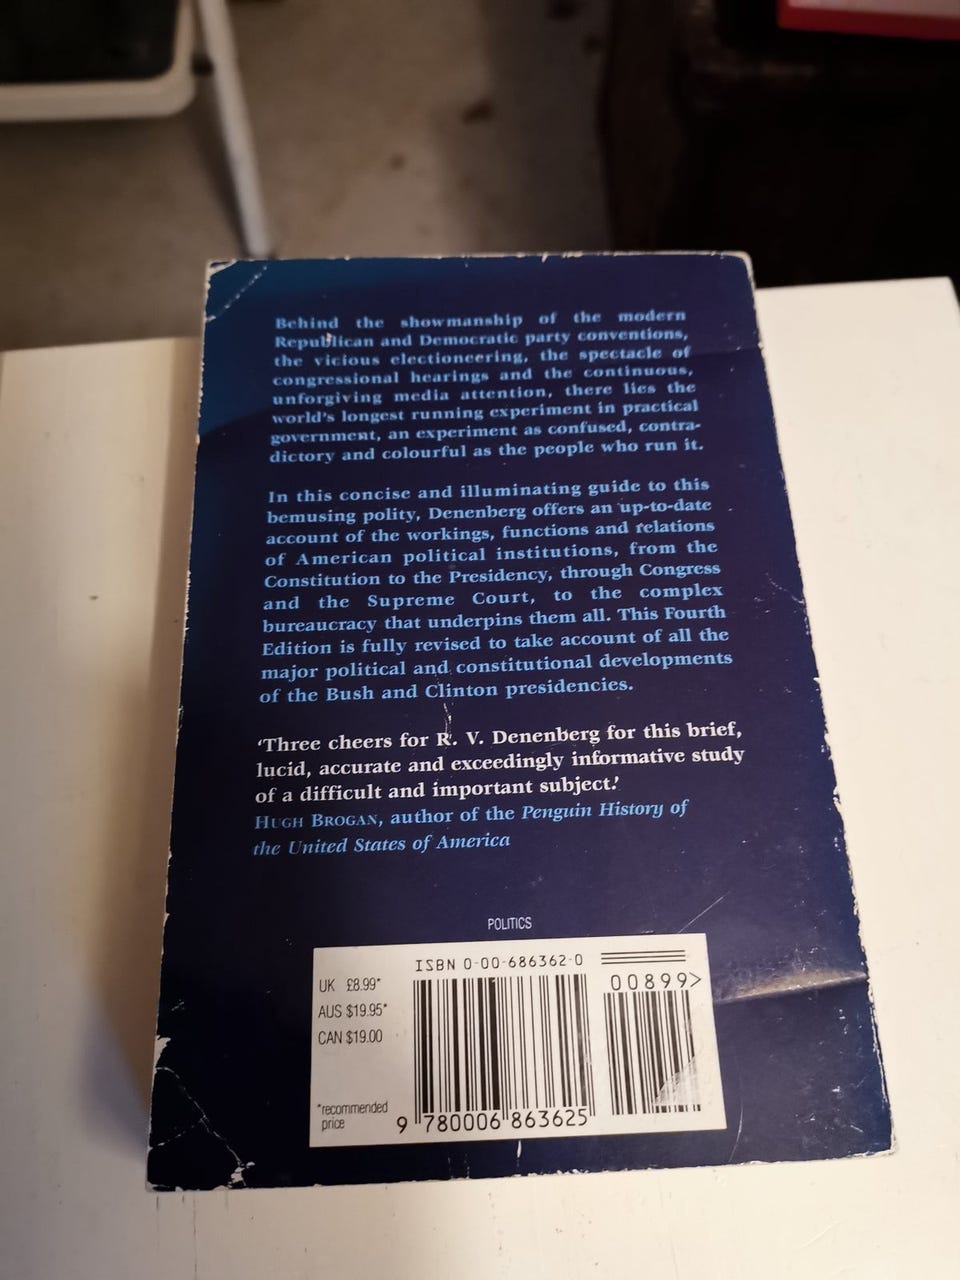 Behind the showmanship of the modern
Republican and Democratic party conventions,
the vicious electioneering, the spectacle of
congressional hearings and the continuous,
unforgiving media attention, there lies the
world's longest running experiment in practical
government, an experiment as confused, contra-
dictory and colourful as the people who run it.
In this concise and illuminating guide to this
bemusing polity, Denenberg offers an up-to-date
account of the workings, functions and relations
of American political institutions, from the
Constitution to the Presidency, through Congress
and the Supreme Court, to the complex
bureaucracy that underpins them all. This Fourth
Edition is fully revised to take account of all the
major political and constitutional developments
of the Bush and Clinton presidencies.
'Three cheers for R. V. Denenberg for this brief,
lucid, accurate and exceedingly informative study
of a difficult and important subject.'
HUGH BROGAN, author of the Penguin History of
the United States of America
POLITICS
ISBN 0-00-686362-0
UK £8.99*
AUS $19.95*
CAN $19.00
*recommended
price
00899>
9 780006 863625